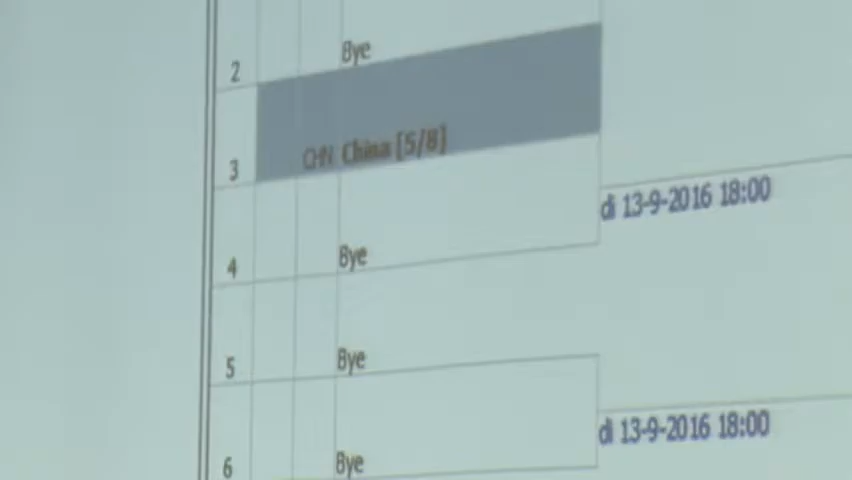 2 Bye
3 CHN China [5/8]
di 13-9-2016 18:00
4 Bye
5 Bye
di 13-9-2016 18:00
6 Bye